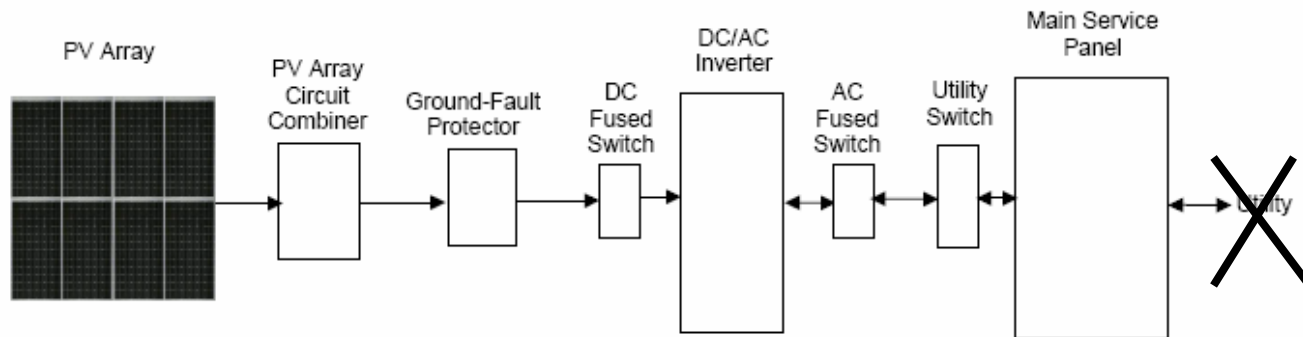 PV Array
PV Array
Circuit
Combiner
Ground-Fault
Protector
DC
Fused
Switch
DC/AC
Inverter
AC
Fused
Switch
Utility
Switch
Main Service
Panel
Utility